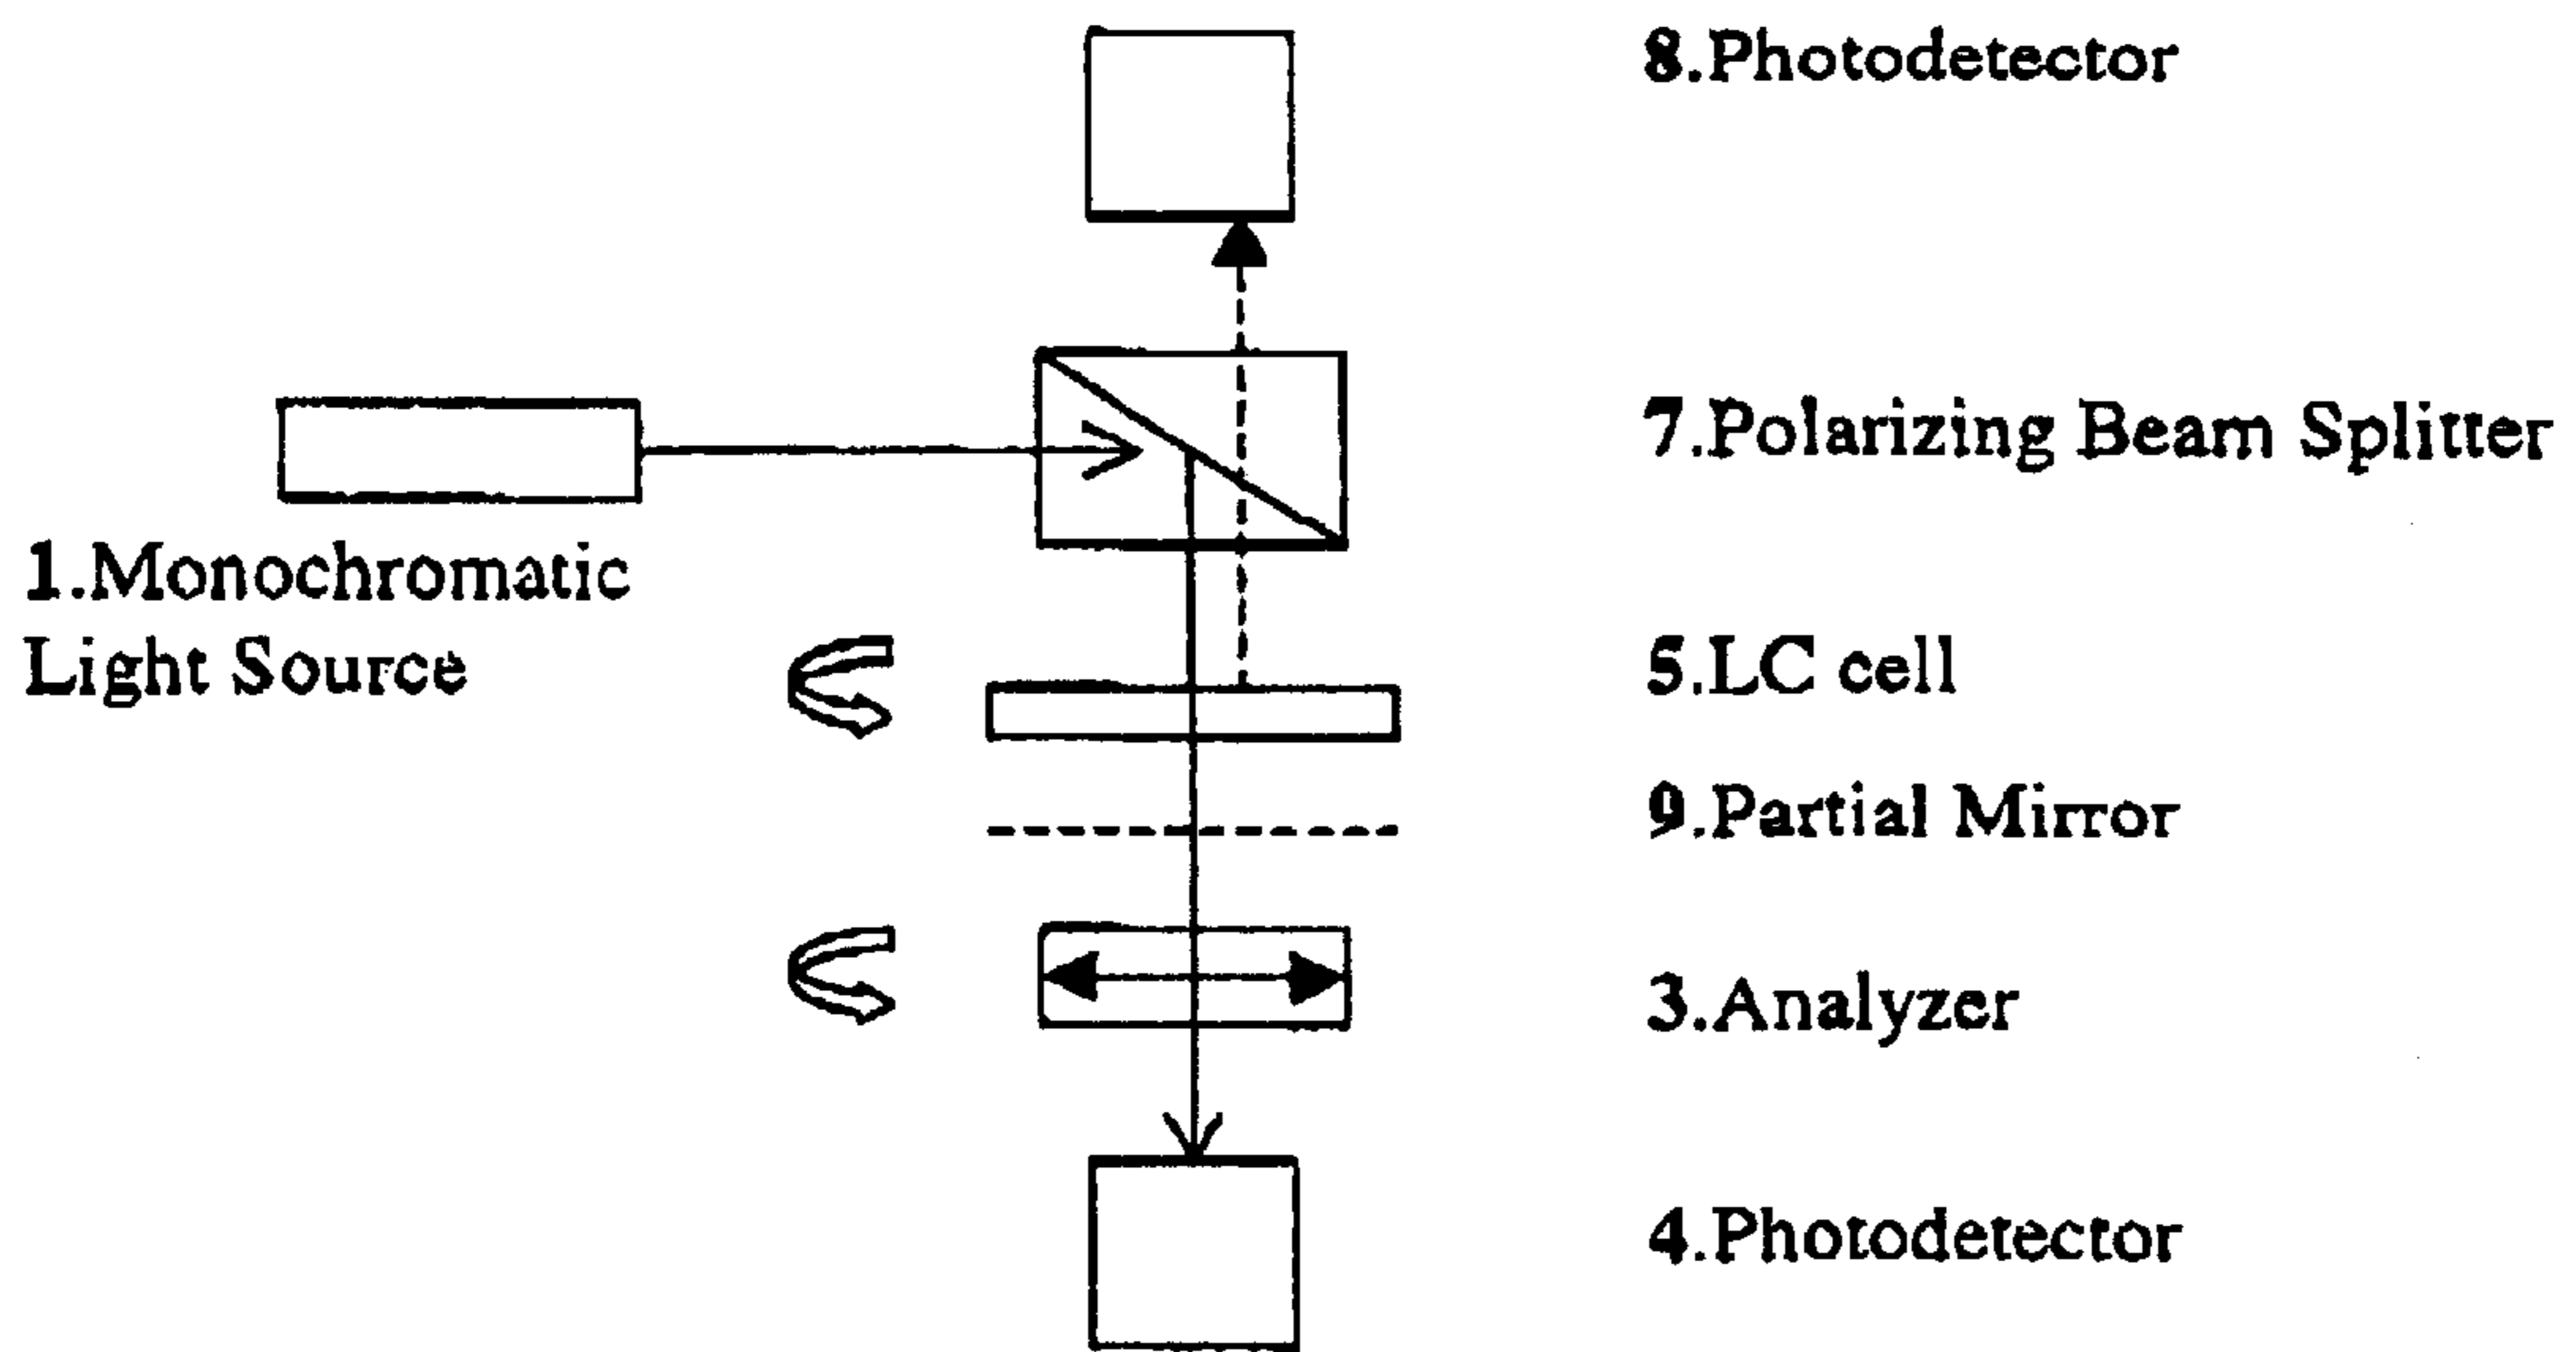 8.Photodetector
7.Polarizing Beam Splitter
1.Monochromatic
Light Source
5.LC cell
9.Partial Mirror
3.Analyzer
4.Photodetector